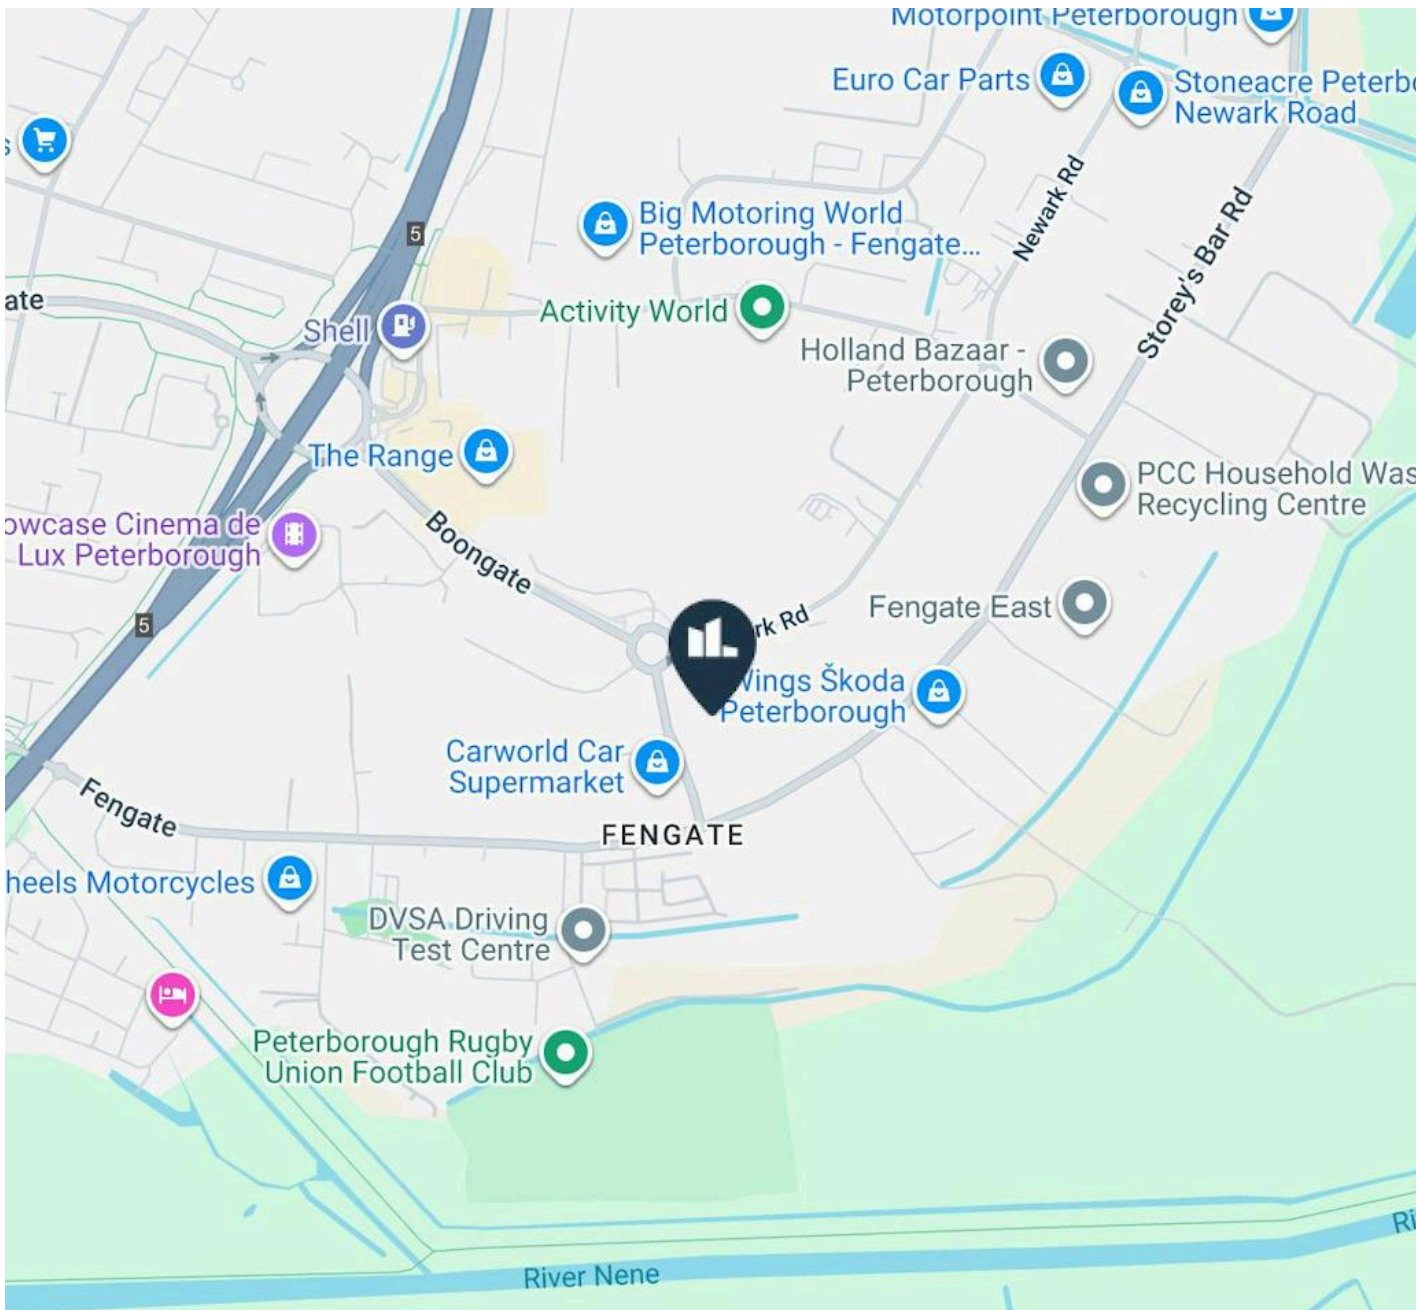 Motorpoint Peterborough
Euro Car Parts
Stoneacre Peterbo
Newark Road
s
Newark Rd
Storey's Bar Rd
Big Motoring World
Peterborough - Fengate...
5
ate
Activity World
Shell
Holland Bazaar -
Peterborough
The Range
PCC Household Was
Recycling Centre
owcase Cinema de
Lux Peterborough
Boongate
5
rk Rd
Fengate East
Wings Škoda
Peterborough
Carworld Car
Supermarket
Fengate
FENGATE
heels Motorcycles
DVSA Driving
Test Centre
Peterborough Rugby
Union Football Club
Ri
River Nene